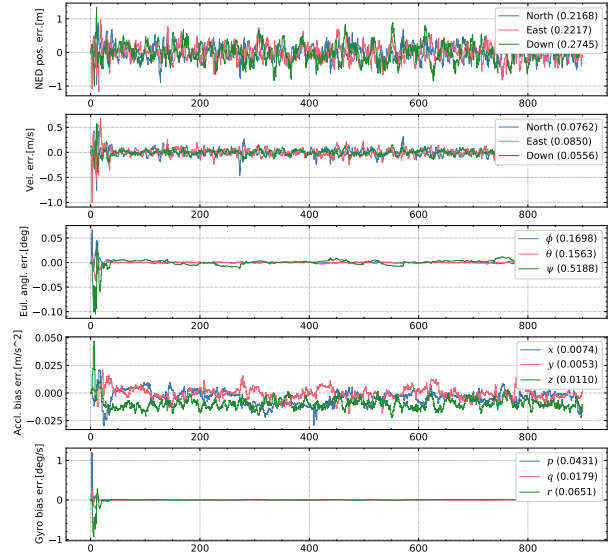 NED pos. err.[m]
1
0
−1
North (0.2168)
East (0.2217)
Down (0.2745)
0 200 400 600 800
Vel. err.[m/s]
0.5
0.0
−0.5
−1.0
North (0.0762)
East (0.0850)
Down (0.0556)
0 200 400 600 800
Eul. angl. err.[deg]
0.05
0.00
−0.05
−0.10
ϕ (0.1698)
θ (0.1563)
ψ (0.5188)
0 200 400 600 800
Accl. bias err.[m/s^2]
0.050
0.025
0.000
−0.025
x (0.0074)
y (0.0053)
z (0.0110)
0 200 400 600 800
Gyro bias err.[deg/s]
1
0
−1
p (0.0431)
q (0.0179)
r (0.0651)
0 200 400 600 800